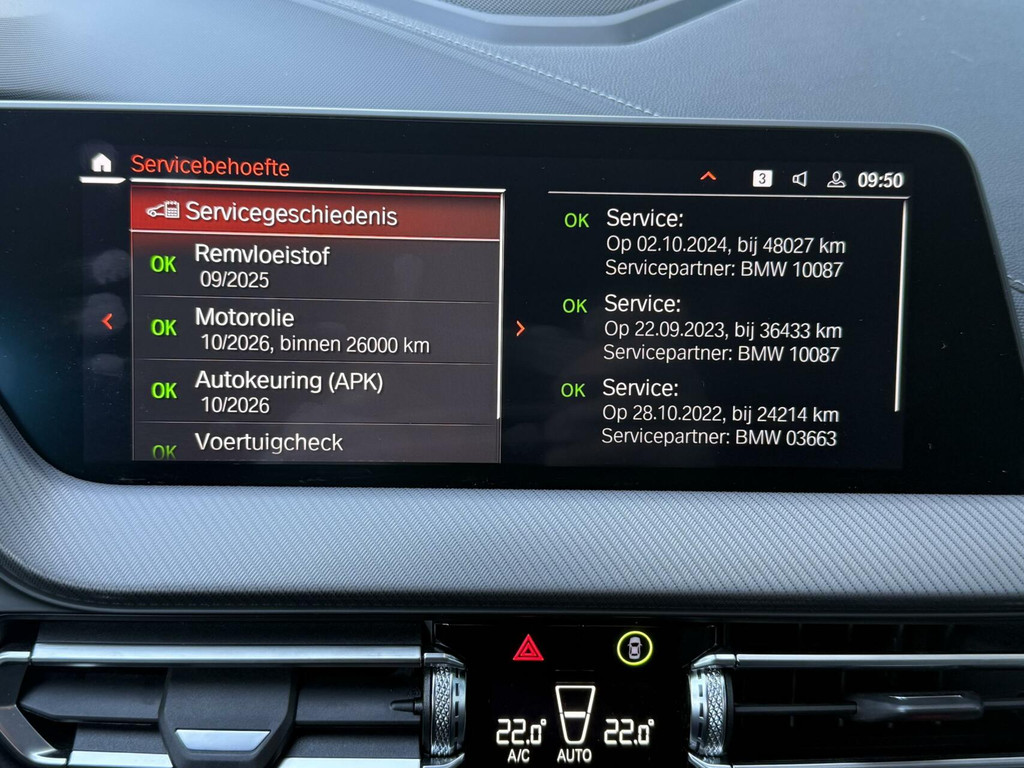 Servicebehoefte
3
09:50
Servicegeschiedenis
OK Remvloeistof
09/2025
OK Motorolie
10/2026, binnen 26000 km
OK Autokeuring (APK)
10/2026
OK Voertuigcheck
OK Service:
Op 02.10.2024, bij 48027 km
Servicepartner: BMW 10087
OK Service:
Op 22.09.2023, bij 36433 km
Servicepartner: BMW 10087
OK Service:
Op 28.10.2022, bij 24214 km
Servicepartner: BMW 03663
22.0° 22.0°
A/C AUTO